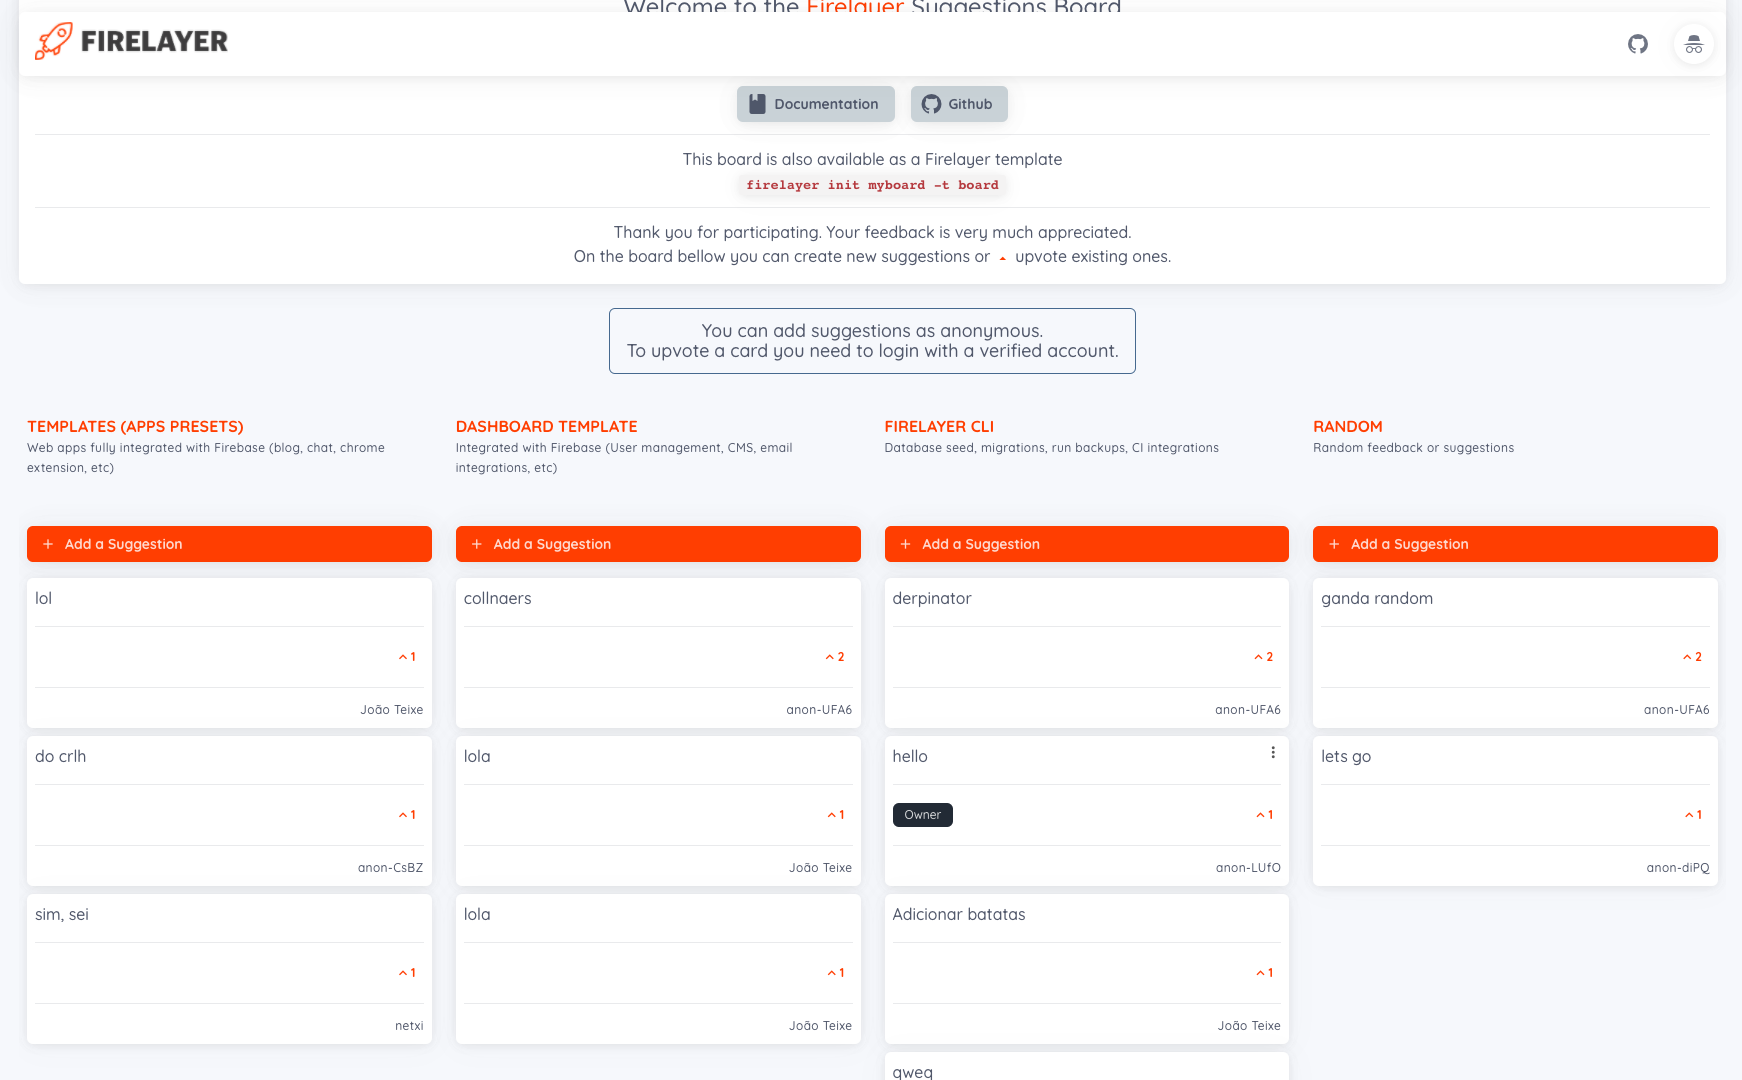 Welcome to the Firelayer Suggestions Board
FIRELAYER
Documentation
Github
This board is also available as a Firelayer template
firelayer init myboard -t board
Thank you for participating. Your feedback is very much appreciated.
On the board bellow you can create new suggestions or upvote existing ones.
You can add suggestions as anonymous.
To upvote a card you need to login with a verified account.
TEMPLATES (APPS PRESETS)
Web apps fully integrated with Firebase (blog, chat, chrome
extension, etc)
+ Add a Suggestion
lol
1
João Teixe
do crlh
1
anon-CsBZ
sim, sei
1
netxi
DASHBOARD TEMPLATE
Integrated with Firebase (User management, CMS, email
integrations, etc)
+ Add a Suggestion
collnaers
2
anon-UFA6
lola
1
João Teixe
lola
1
João Teixe
FIRELAYER CLI
Database seed, migrations, run backups, CI integrations
+ Add a Suggestion
derpinator
2
anon-UFA6
hello
Owner
1
anon-LUfO
Adicionar batatas
1
João Teixe
qweq
RANDOM
Random feedback or suggestions
+ Add a Suggestion
ganda random
2
anon-UFA6
lets go
1
anon-diPQ